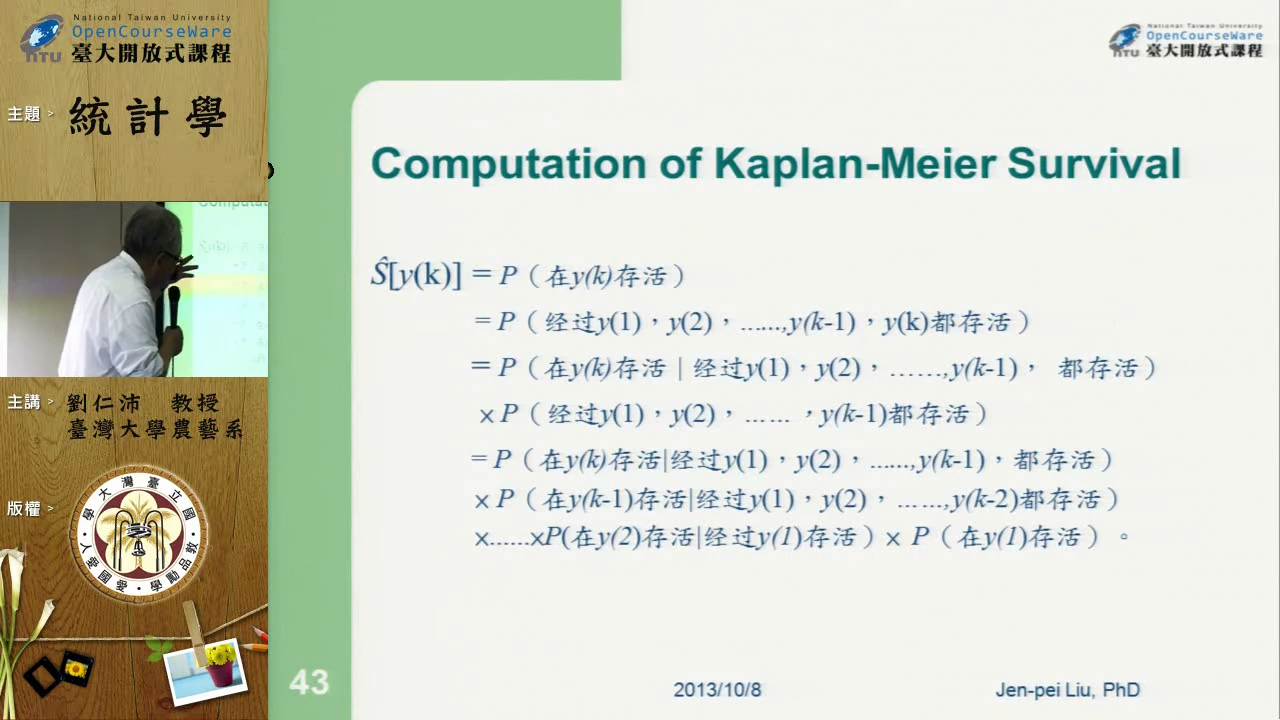 National Taiwan University
OpenCourseWare
NTU
臺大開放式課程
主題 >
統計學
主講 >
劉仁沛 教授
臺灣大學農藝系
版權 >
National Taiwan University
OpenCourseWare
NTU
臺大開放式課程
Computation of Kaplan-Meier Survival
Ŝ[y(k)] = P（在y(k)存活）
= P（经过y(1)，y(2)，......,y(k-1)，y(k)都存活）
= P（在y(k)存活 | 经过y(1)，y(2)，……,y(k-1)， 都存活）
× P（经过y(1)，y(2)，…… ，y(k-1)都存活）
= P（在y(k)存活|经过y(1)，y(2)，......,y(k-1)，都存活）
× P（在y(k-1)存活|经过y(1)，y(2)，……,y(k-2)都存活）
×......×P(在y(2)存活|经过y(1)存活）× P（在y(1)存活）。
43
2013/10/8
Jen-pei Liu, PhD